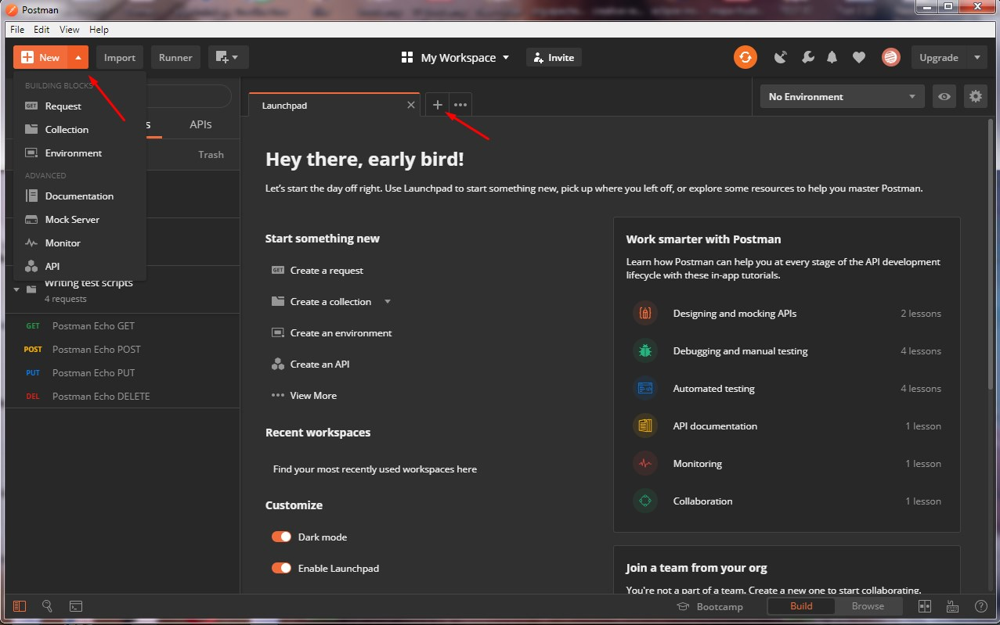 Postman
File Edit View Help
New Import Runner My Workspace Invite Upgrade
BUILDING BLOCKS
GET Request
Collection
Environment
ADVANCED
Documentation
Mock Server
Monitor
API
APIs
Trash
Writing test scripts
4 requests
GET Postman Echo GET
POST Postman Echo POST
PUT Postman Echo PUT
DEL Postman Echo DELETE
Launchpad
No Environment
Hey there, early bird!
Let's start the day off right. Use Launchpad to start something new, pick up where you left off, or explore some resources to help you master Postman.
Start something new
GET Create a request
Create a collection
Create an environment
Create an API
View More
Recent workspaces
Find your most recently used workspaces here
Customize
Dark mode
Enable Launchpad
Work smarter with Postman
Learn how Postman can help you at every stage of the API development
lifecycle with these in-app tutorials.
Designing and mocking APIs 2 lessons
Debugging and manual testing 4 lessons
Automated testing 4 lessons
API documentation 1 lesson
Monitoring 1 lesson
Collaboration 1 lesson
Join a team from your org
You're not a part of a team. Create a new one to start collaborating.
Bootcamp Build Browse